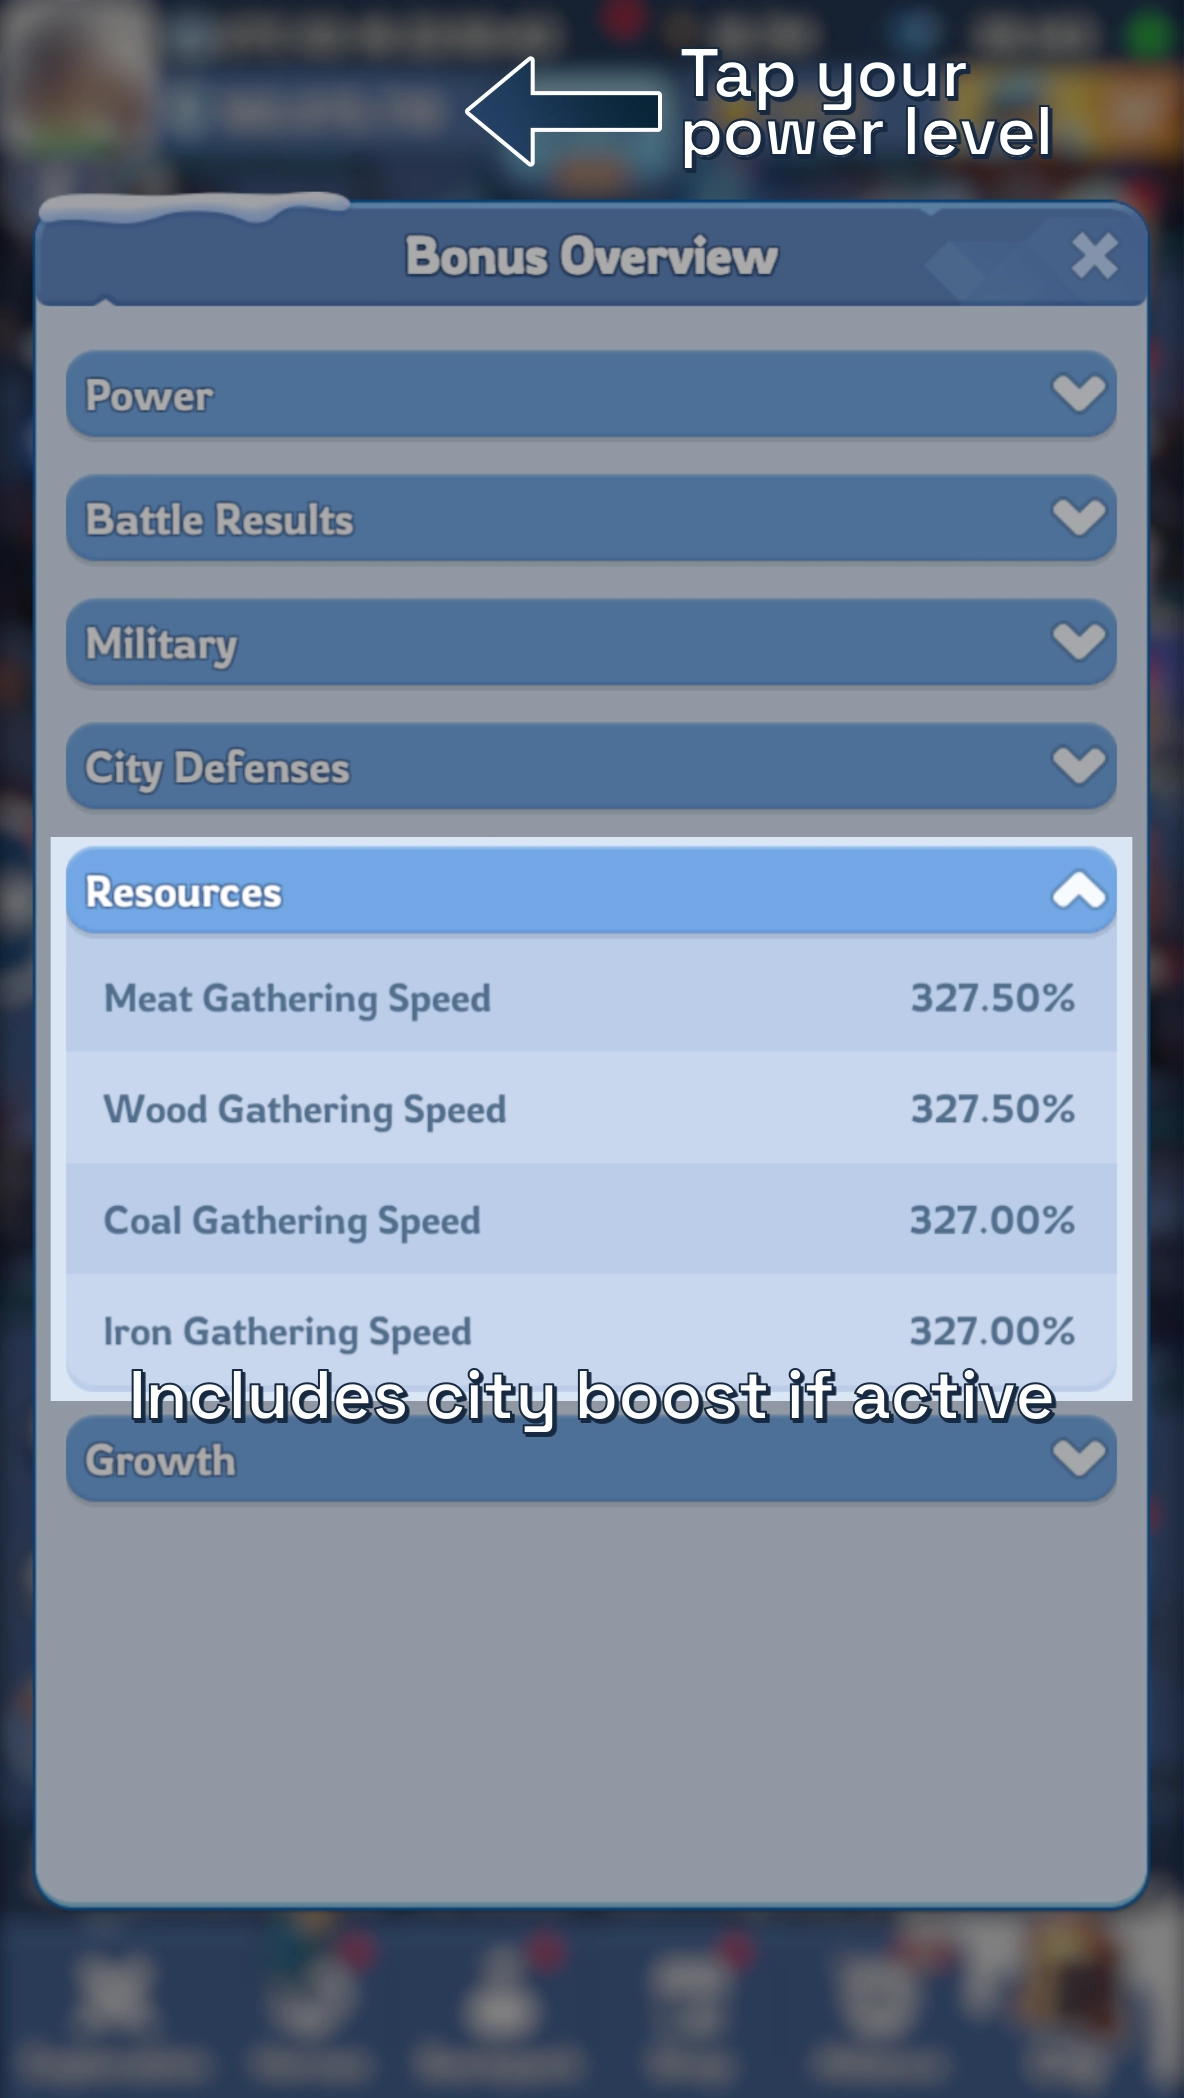 Tap your
power level
Bonus Overview
Power
Battle Results
Military
City Defenses
Resources
Meat Gathering Speed 327.50%
Wood Gathering Speed 327.50%
Coal Gathering Speed 327.00%
Iron Gathering Speed 327.00%
Includes city boost if active
Growth